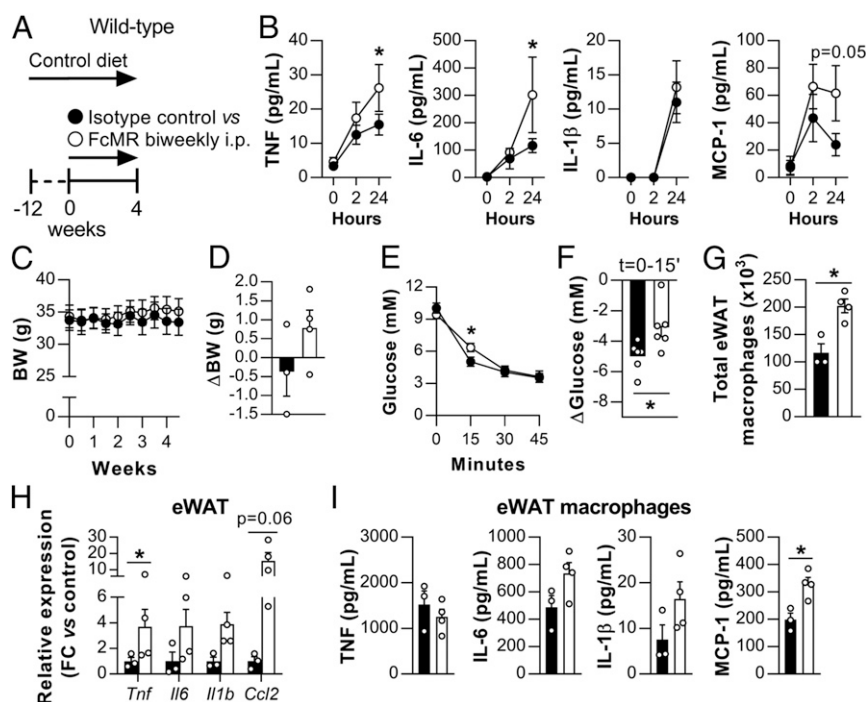 A
Wild-type
Control diet
Isotype control vs
FcMR biweekly i.p.
-12 0 4
weeks
B
TNF (pg/mL)
40
30
20
10
0
0 2 24
Hours
*
IL-6 (pg/mL)
500
400
300
200
100
0
0 2 24
Hours
*
IL-1β (pg/mL)
20
15
10
5
0
0 2 24
Hours
MCP-1 (pg/mL)
100
80
60
40
20
0
0 2 24
Hours
p=0.05
C
BW (g)
40
35
30
25
0
0 1 2 3 4
Weeks
D
ΔBW (g)
2.0
1.5
1.0
0.5
0.0
-0.5
-1.0
-1.5
E
Glucose (mM)
12
9
6
3
0
0 15 30 45
Minutes
*
F
t=0-15'
ΔGlucose (mM)
0
-2
-4
-6
-8
*
G
Total eWAT
macrophages (x10³)
250
200
150
100
50
0
*
H
eWAT
Relative expression
(FC vs control)
30
20
10
6
4
2
0
*
p=0.06
Tnf Il6 Il1b Ccl2
I
eWAT macrophages
TNF (pg/mL)
3000
2000
1000
0
IL-6 (pg/mL)
1000
800
600
400
200
0
IL-1β (pg/mL)
30
20
10
0
MCP-1 (pg/mL)
500
400
300
200
100
0
*